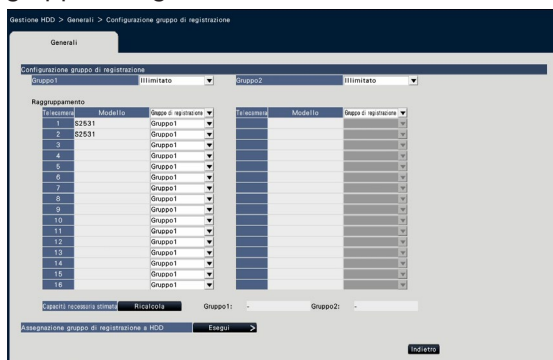 Gestione HDD > Generali > Configurazione gruppo di registrazione
Generali
Configurazione gruppo di registrazione
Gruppo1 Illimitato Gruppo2 Illimitato
Raggruppamento
Telecamera Modello Gruppo di registrazione Telecamera Modello Gruppo di registrazione
1 S2531 Gruppo1
2 S2531 Gruppo1
3 Gruppo1
4 Gruppo1
5 Gruppo1
6 Gruppo1
7 Gruppo1
8 Gruppo1
9 Gruppo1
10 Gruppo1
11 Gruppo1
12 Gruppo1
13 Gruppo1
14 Gruppo1
15 Gruppo1
16 Gruppo1
Capacità necessaria stimata Ricalcola Gruppo1: - Gruppo2: -
Assegnazione gruppo di registrazione a HDD Esegui >
Indietro